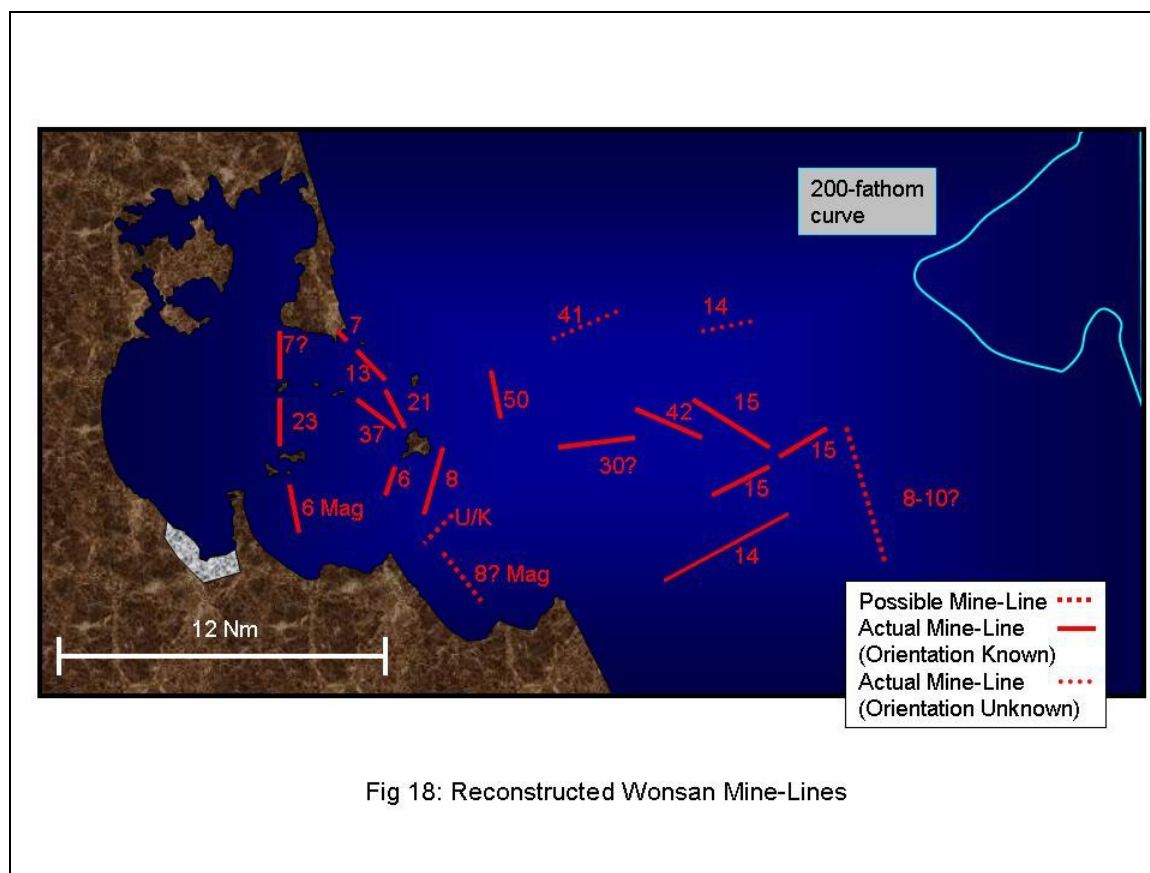 200-fathom
curve
41
14
7
7?
13
21
50
23
37
42
15
15
30?
6
8
15
8-10?
6 Mag
U/K
14
8? Mag
12 Nm
Possible Mine-Line
Actual Mine-Line
(Orientation Known)
Actual Mine-Line
(Orientation Unknown)
Fig 18: Reconstructed Wonsan Mine-Lines